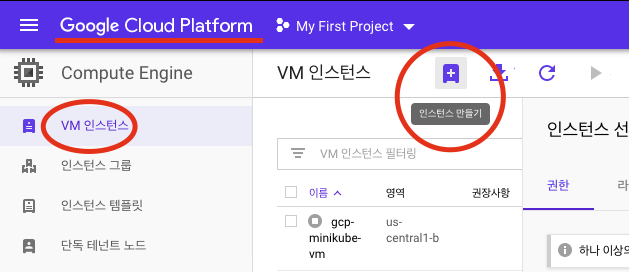 Google Cloud Platform My First Project
Compute Engine
VM 인스턴스
인스턴스 그룹
인스턴스 템플릿
단독 테넌트 노드
VM 인스턴스
인스턴스 만들기
VM 인스턴스 필터링
이름 영역 권장사항
gcp-
minikube-
vm
us-
central1-b
인스턴스 선
권한 라
하나 이상의